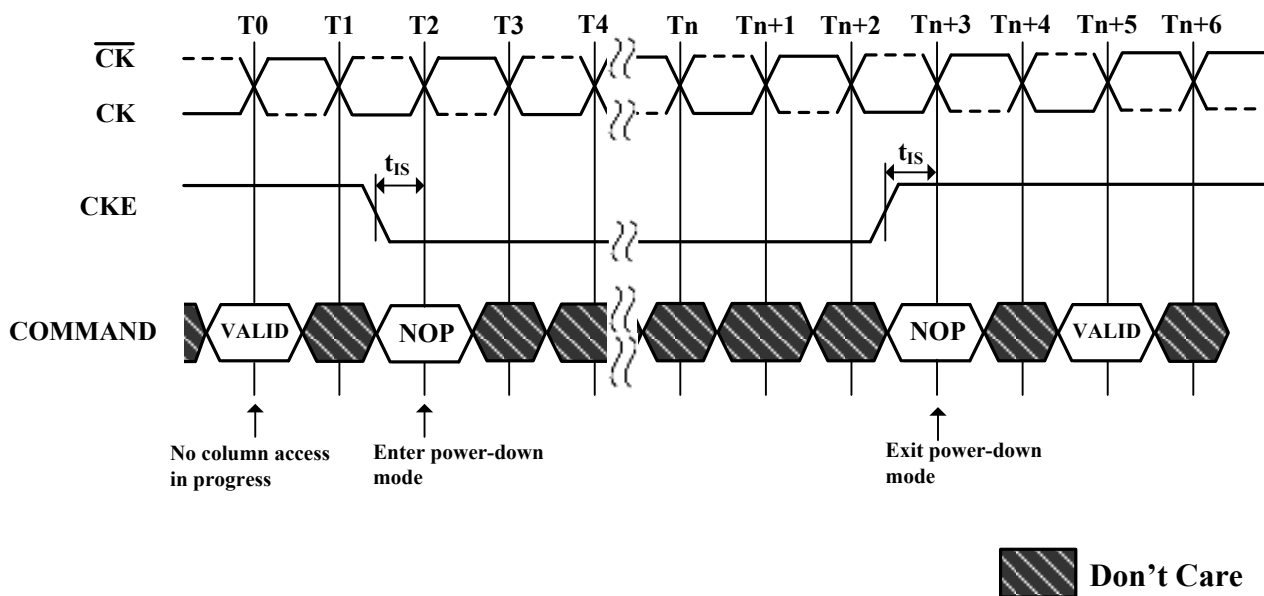 T0 T1 T2 T3 T4 Tn Tn+1 Tn+2 Tn+3 Tn+4 Tn+5 Tn+6
CK
CK
tIS tIS
CKE
COMMAND VALID NOP NOP VALID
No column access
in progress
Enter power-down
mode
Exit power-down
mode
Don't Care